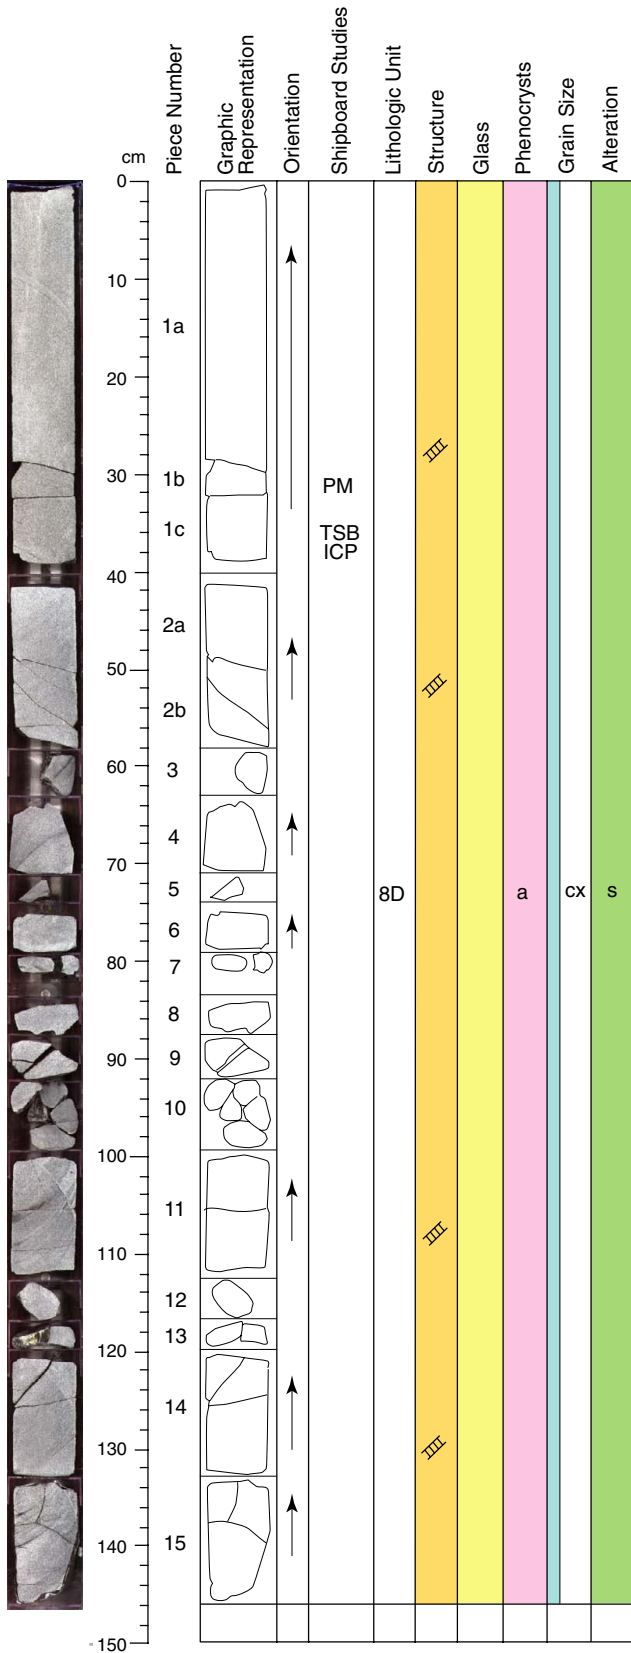 cm
Piece Number
Graphic
Representation
Orientation
Shipboard Studies
Lithologic Unit
Structure
Glass
Phenocrysts
Grain Size
Alteration
0
10
1a
20
30
1b
PM
1c
TSB
ICP
40
2a
50
2b
60
3
4
70
5
8D
a
cx
s
6
80
7
8
90
9
10
100
11
110
12
13
120
14
130
15
140
150